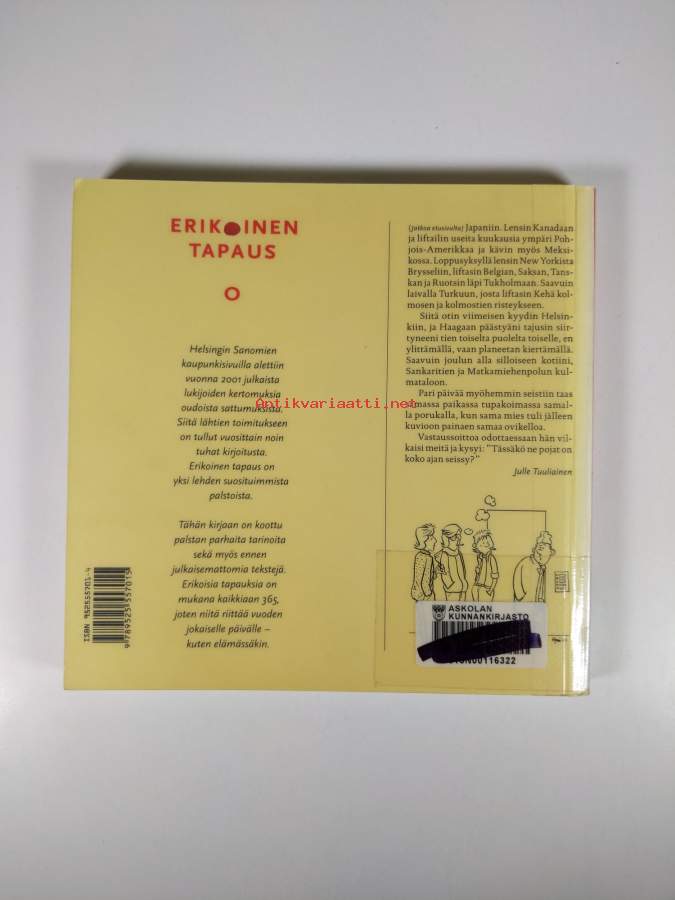 ERIKOINEN
TAPAUS
Helsingin Sanomien
kaupunkisivuilla alettiin
vuonna 2001 julkaista
lukijoiden kertomuksia
oudoista sattumuksista.
Siitä lähtien toimitukseen
on tullut vuosittain noin
tuhat kirjoitusta.
Erikoinen tapaus on
yksi lehden suosituimmista
palstoista.
Tähän kirjaan on koottu
palstan parhaita tarinoita
sekä myös ennen
julkaisemattomia tekstejä.
Erikoisia tapauksia on
mukana kaikkiaan 365,
joten niitä riittää vuoden
jokaiselle päivälle –
kuten elämässäkin.
(jatkoa etusivulta) Japaniin. Lensin Kanadaan
ja liftailin useita kuukausia ympäri Poh-
jois-Amerikkaa ja kävin myös Meksi-
kossa. Loppusyksyllä lensin New Yorkista
Brysseliin, liftasin Belgian, Saksan, Tans-
kan ja Ruotsin läpi Tukholmaan. Saavuin
laivalla Turkuun, josta liftasin Kehä kol-
mosen ja kolmostien risteykseen.
Siitä otin viimeisen kyydin Helsin-
kiin, ja Haagaan päästyäni tajusin siir-
tyneeni tien toiselta puolelta toiselle, en
ylittämällä, vaan planeetan kiertämällä.
Saavuin joulun alla silloiseen kotiini,
Sankaritien ja Matkamiehenpolun kul-
mataloon.
Pari päivää myöhemmin seistiin taas
samassa paikassa tupakoimassa samal-
la porukalla, kun sama mies tuli jälleen
kuvioon painaen samaa ovikelloa.
Vastaussoittoa odottaessaan hän vil-
kaisi meitä ja kysyi: "Tässäkö ne pojat on
koko ajan seissy?"
Julle Tuuliainen
Antikvariaatti.net
ISBN 952555701-4
9789525557015
ASKOLAN
KUNNANKIRJASTO